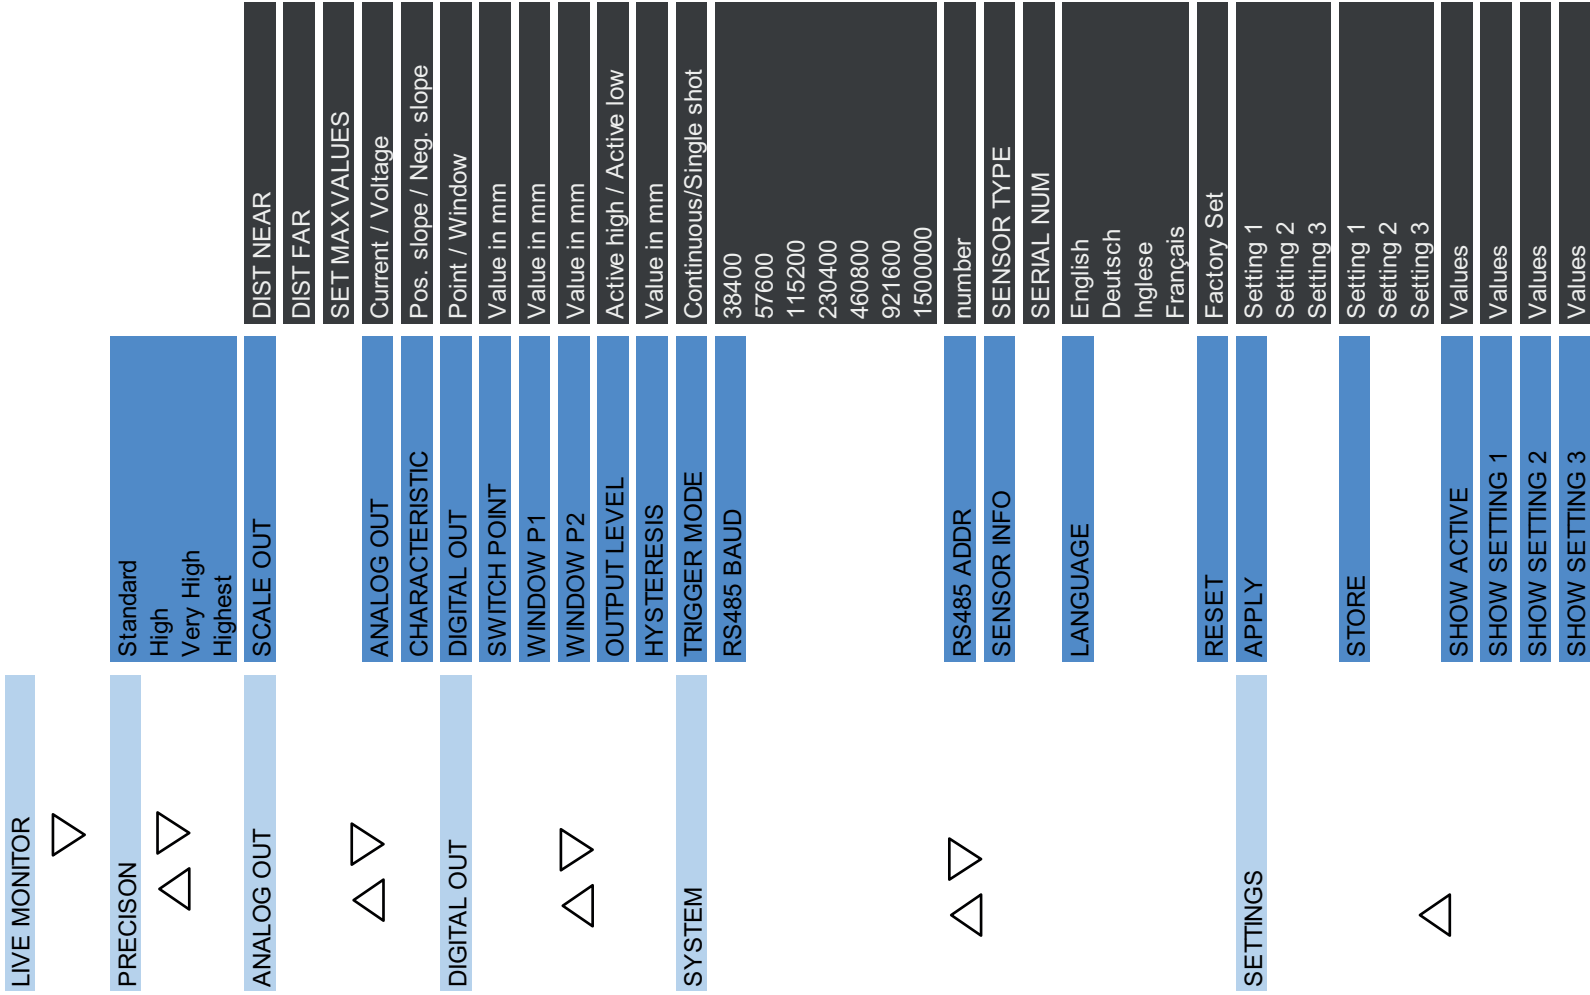 LIVE MONITOR
PRECISON
Standard
High
Very High
Highest
ANALOG OUT
SCALE OUT
DIST NEAR
DIST FAR
SET MAX VALUES
ANALOG OUT
Current / Voltage
CHARACTERISTIC
Pos. slope / Neg. slope
DIGITAL OUT
DIGITAL OUT
Point / Window
SWITCH POINT
Value in mm
WINDOW P1
Value in mm
WINDOW P2
Value in mm
OUTPUT LEVEL
Active high / Active low
HYSTERESIS
Value in mm
SYSTEM
TRIGGER MODE
Continuous/Single shot
RS485 BAUD
38400
57600
115200
230400
460800
921600
1500000
RS485 ADDR
number
SENSOR INFO
SENSOR TYPE
SERIAL NUM
LANGUAGE
English
Deutsch
Inglese
Français
RESET
Factory Set
SETTINGS
APPLY
Setting 1
Setting 2
Setting 3
STORE
Setting 1
Setting 2
Setting 3
SHOW ACTIVE
Values
SHOW SETTING 1
Values
SHOW SETTING 2
Values
SHOW SETTING 3
Values